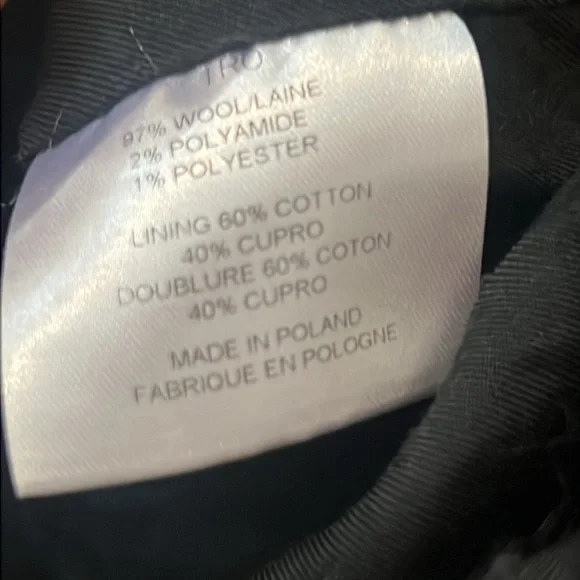 TRO
97% WOOL/LAINE
2% POLYAMIDE
1% POLYESTER
LINING 60% COTTON
40% CUPRO
DOUBLURE 60% COTON
40% CUPRO
MADE IN POLAND
FABRIQUE EN POLOGNE